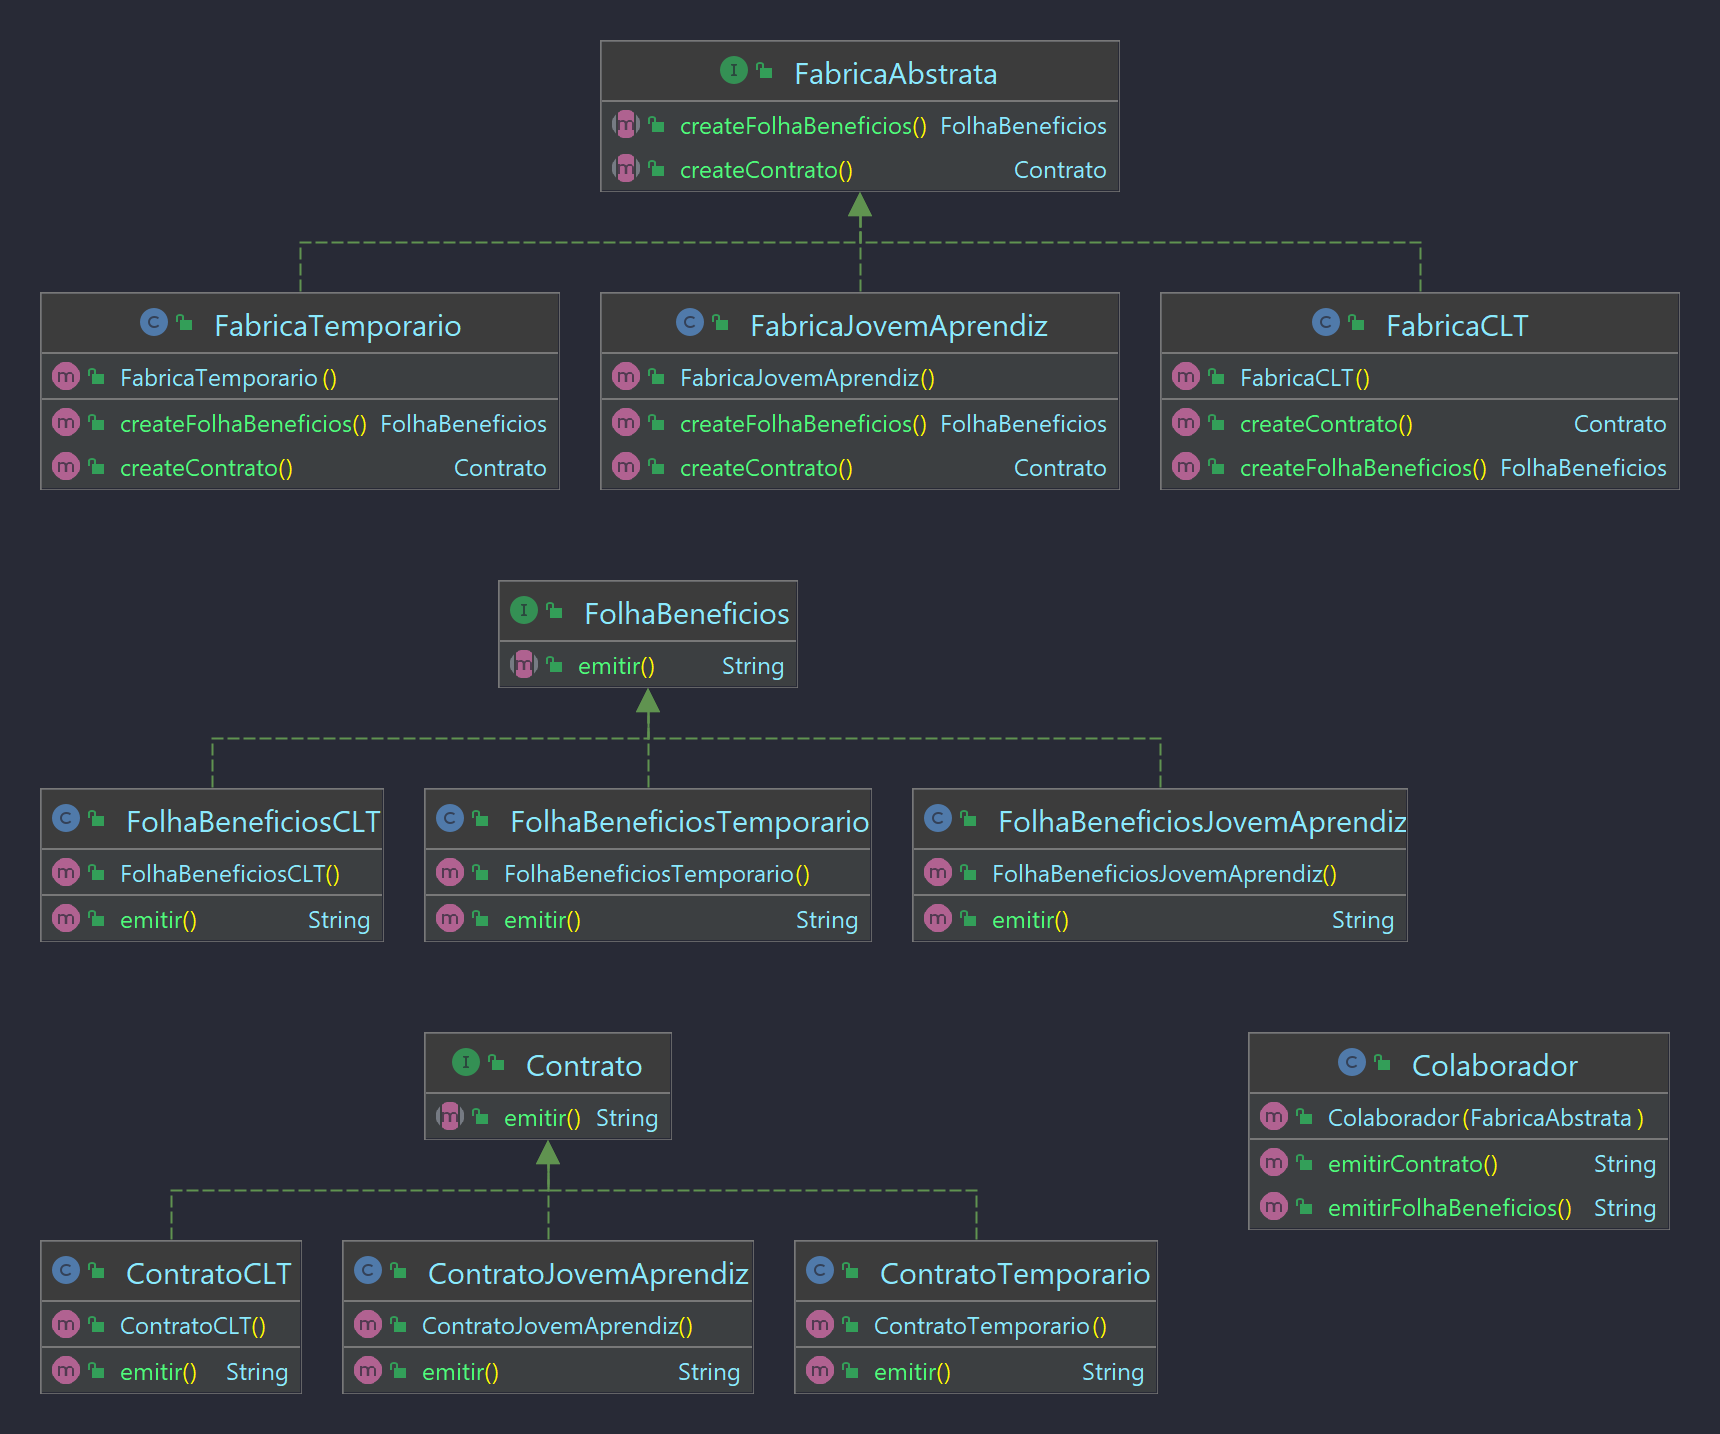 FabricaAbstrata
createFolhaBeneficios() FolhaBeneficios
createContrato() Contrato
FabricaTemporario
FabricaTemporario()
createFolhaBeneficios() FolhaBeneficios
createContrato() Contrato
FabricaJovemAprendiz
FabricaJovemAprendiz()
createFolhaBeneficios() FolhaBeneficios
createContrato() Contrato
FabricaCLT
FabricaCLT()
createContrato() Contrato
createFolhaBeneficios() FolhaBeneficios
FolhaBeneficios
emitir() String
FolhaBeneficiosCLT
FolhaBeneficiosCLT()
emitir() String
FolhaBeneficiosTemporario
FolhaBeneficiosTemporario()
emitir() String
FolhaBeneficiosJovemAprendiz
FolhaBeneficiosJovemAprendiz()
emitir() String
Contrato
emitir() String
Colaborador
Colaborador(FabricaAbstrata)
emitirContrato() String
emitirFolhaBeneficios() String
ContratoCLT
ContratoCLT()
emitir() String
ContratoJovemAprendiz
ContratoJovemAprendiz()
emitir() String
ContratoTemporario
ContratoTemporario()
emitir() String